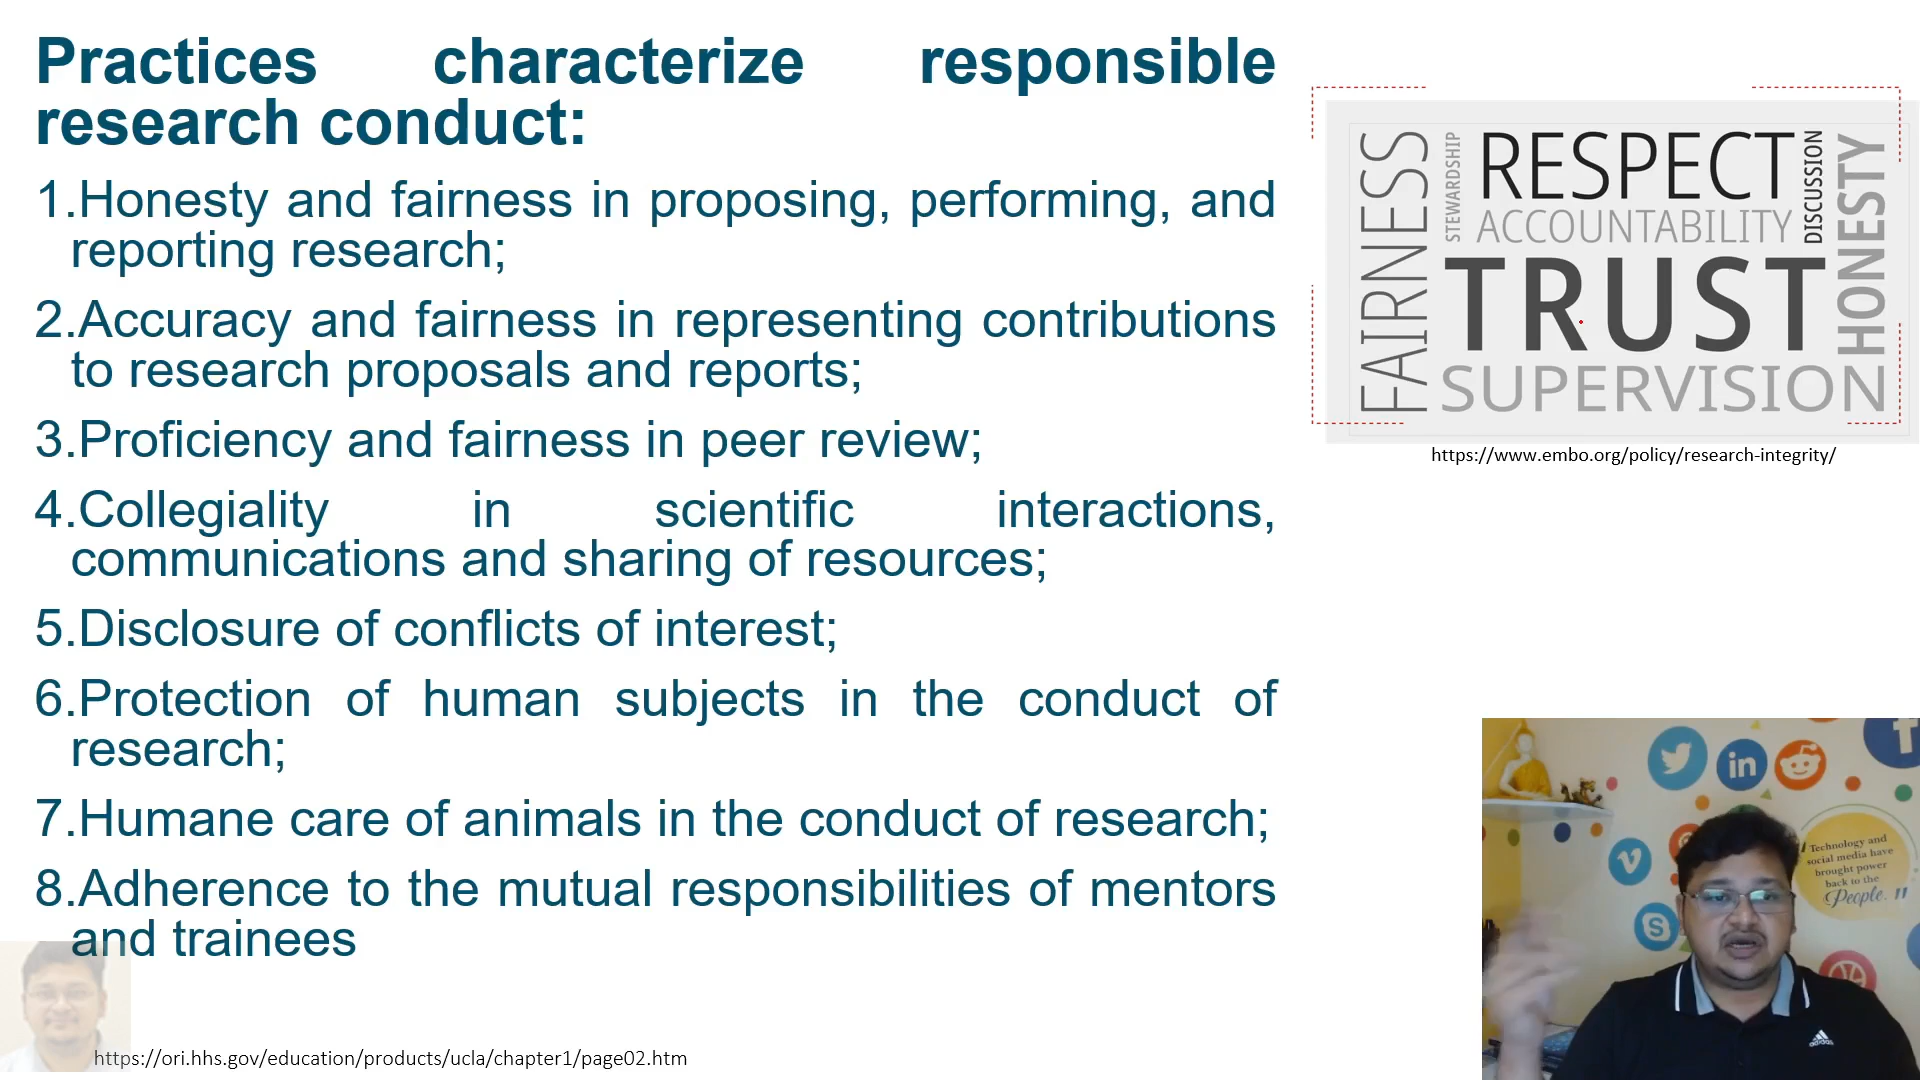 Practices characterize responsible
research conduct:
1.Honesty and fairness in proposing, performing, and
reporting research;
2.Accuracy and fairness in representing contributions
to research proposals and reports;
3.Proficiency and fairness in peer review;
4.Collegiality in scientific interactions,
communications and sharing of resources;
5.Disclosure of conflicts of interest;
6.Protection of human subjects in the conduct of
research;
7.Humane care of animals in the conduct of research;
8.Adherence to the mutual responsibilities of mentors
and trainees
https://ori.hhs.gov/education/products/ucla/chapter1/page02.htm
FAIRNESS
STEWARDSHIP
RESPECT
ACCOUNTABILITY
DISCUSSION
HONESTY
TRUST
SUPERVISION
https://www.embo.org/policy/research-integrity/
in
f
"Technology and
social media have
brought power
back to the
People."
adidas